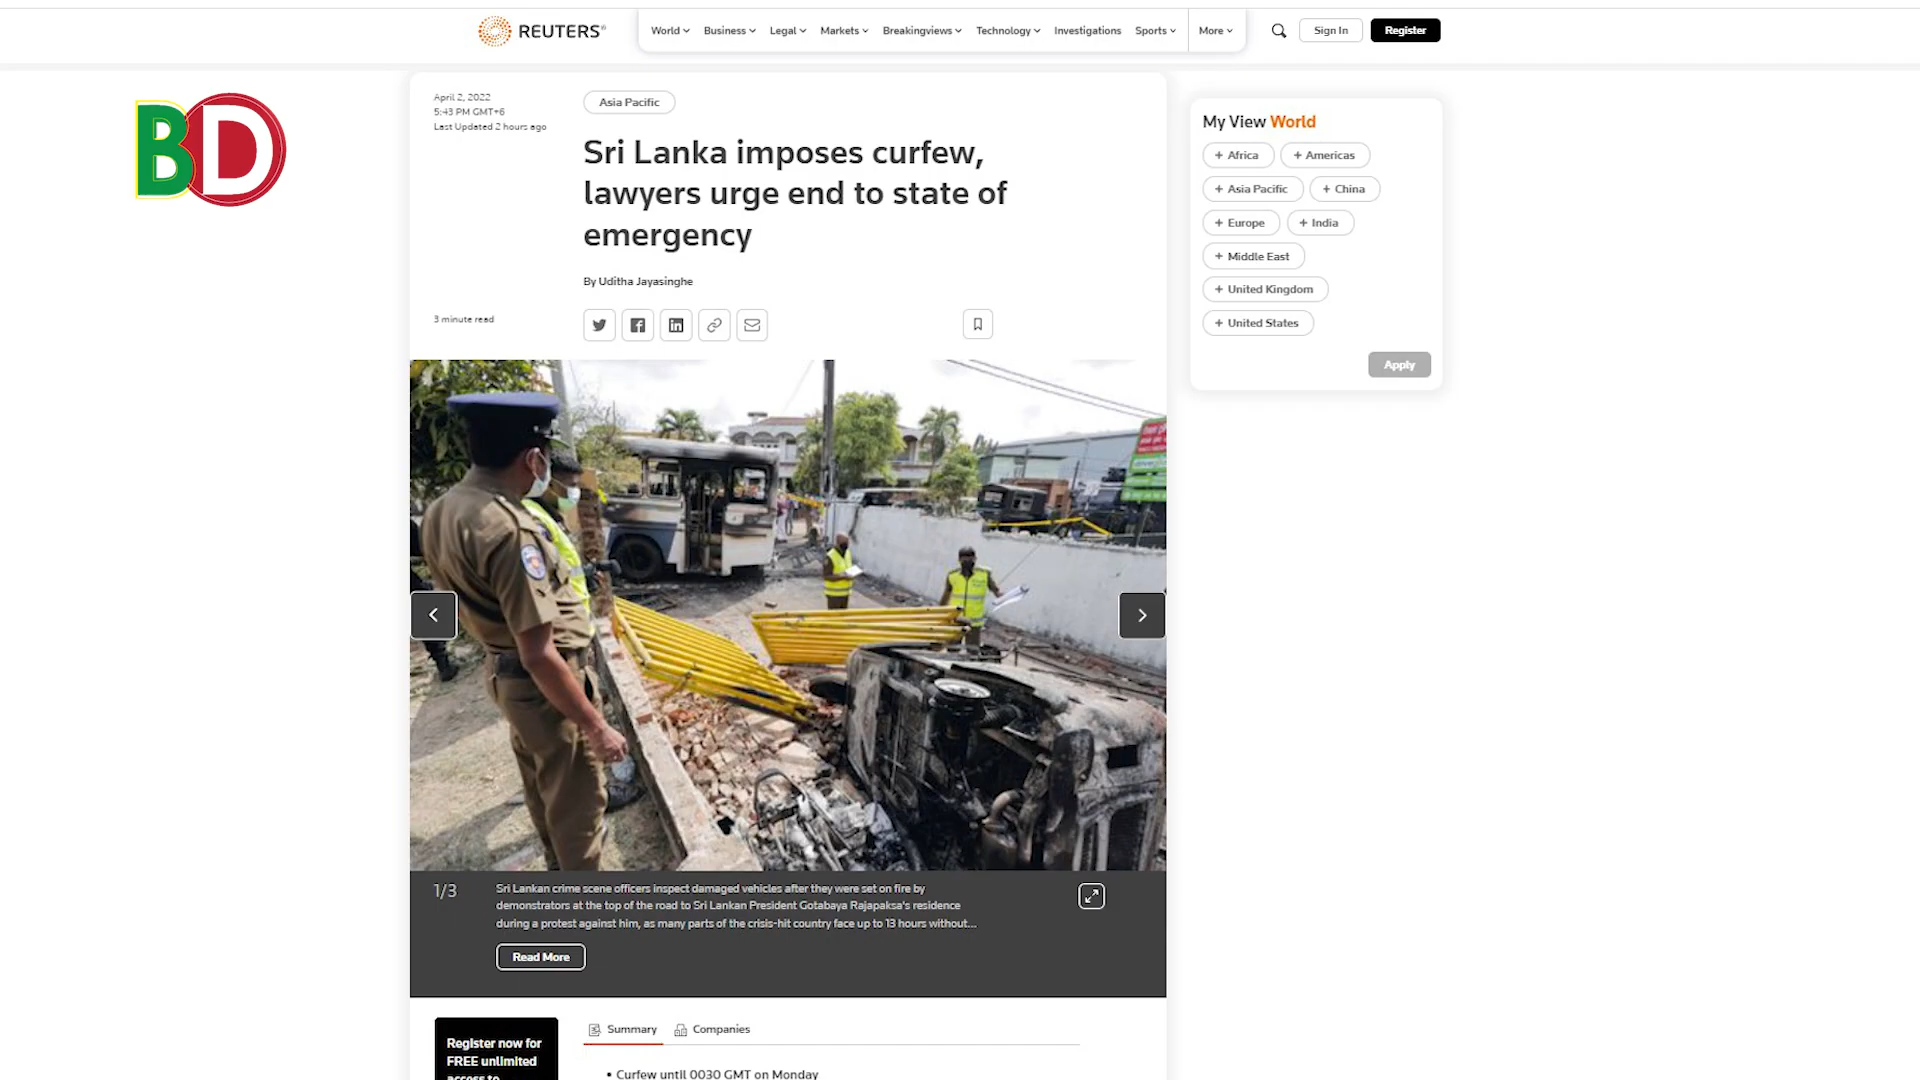 REUTERS®
World
Business
Legal
Markets
Breakingviews
Technology
Investigations
Sports
More
Sign In
Register
BD
April 2, 2022
5:43 PM GMT+6
Last Updated 2 hours ago
Asia Pacific
Sri Lanka imposes curfew,
lawyers urge end to state of
emergency
By Uditha Jayasinghe
3 minute read
My View World
+ Africa
+ Americas
+ Asia Pacific
+ China
+ Europe
+ India
+ Middle East
+ United Kingdom
+ United States
Apply
1/3
Sri Lankan crime scene officers inspect damaged vehicles after they were set on fire by
demonstrators at the top of the road to Sri Lankan President Gotabaya Rajapaksa's residence
during a protest against him, as many parts of the crisis-hit country face up to 13 hours without...
Read More
Register now for
FREE unlimited
access to
Summary
Companies
• Curfew until 0030 GMT on Monday